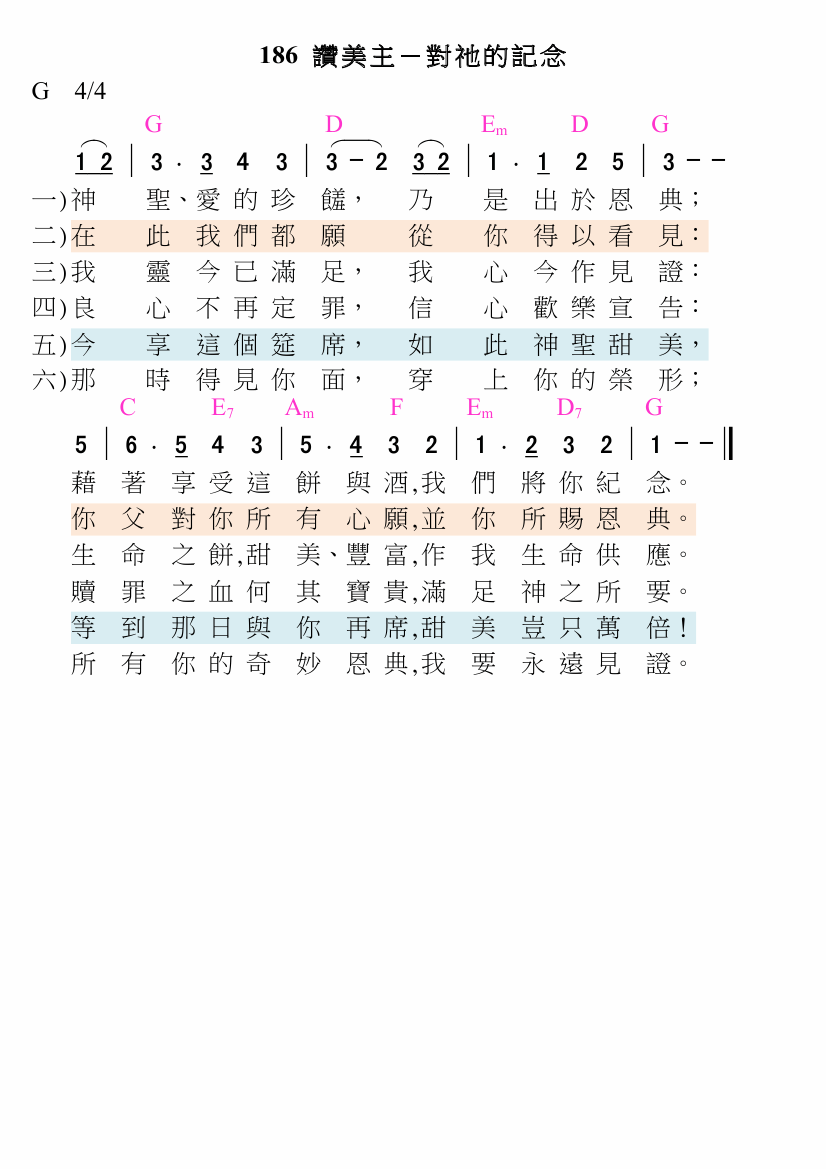 186 讚美主－對祂的記念
G 4/4
G D Em D G
1 2 | 3 . 3 4 3 | 3 – 2 3 2 | 1 . 1 2 5 | 3 – –
一)神 聖、愛 的 珍 饈， 乃 是 出 於 恩 典；
二)在 此 我 們 都 願 從 你 得 以 看 見：
三)我 靈 今 已 滿 足， 我 心 今 作 見 證：
四)良 心 不 再 定 罪， 信 心 歡 樂 宣 告：
五)今 享 這 個 筵 席， 如 此 神 聖 甜 美，
六)那 時 得 見 你 面， 穿 上 你 的 榮 形；
C E7 Am F Em D7 G
5 | 6 . 5 4 3 | 5 . 4 3 2 | 1 . 2 3 2 | 1 – – ‖
藉 著 享 受 這 餅 與 酒,我 們 將 你 紀 念。
你 父 對 你 所 有 心 願,並 你 所 賜 恩 典。
生 命 之 餅,甜 美、豐 富,作 我 生 命 供 應。
贖 罪 之 血 何 其 寶 貴,滿 足 神 之 所 要。
等 到 那 日 與 你 再 席,甜 美 豈 只 萬 倍！
所 有 你 的 奇 妙 恩 典,我 要 永 遠 見 證。